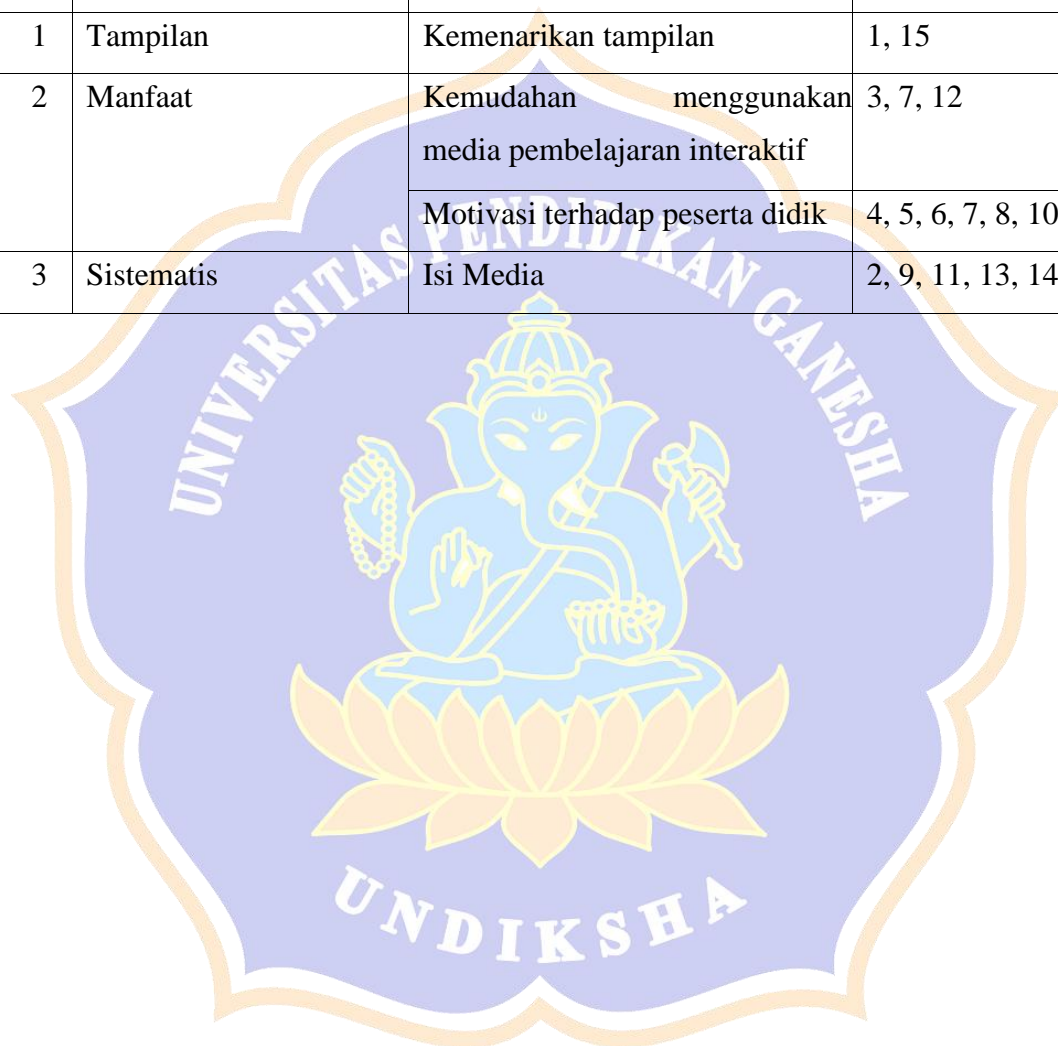 1 Tampilan Kemenarikan tampilan 1, 15
2 Manfaat Kemudahan menggunakan 3, 7, 12
media pembelajaran interaktif
Motivasi terhadap peserta didik 4, 5, 6, 7, 8, 10
3 Sistematis Isi Media 2, 9, 11, 13, 14
UNIVERSITAS PENDIDIKAN GANESHA
UNDIKSHA